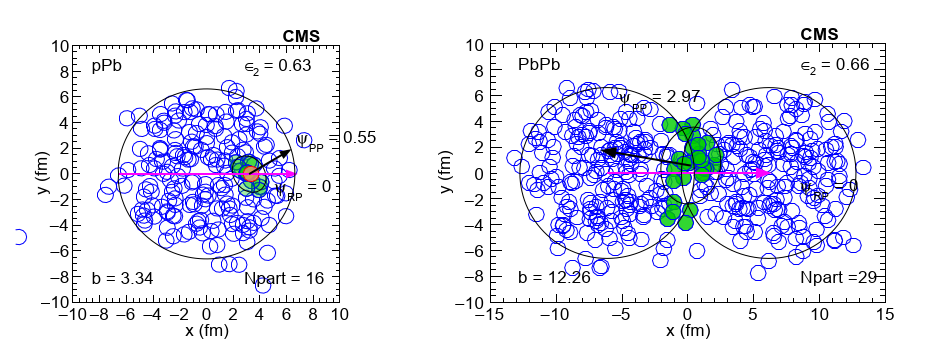 CMS
pPb
ϵ2 = 0.63
ψPP = 0.55
ψRP = 0
b = 3.34
Npart = 16
y (fm)
10
8
6
4
2
0
−2
−4
−6
−8
−10
−10 −8 −6 −4 −2 0 2 4 6 8 10
x (fm)
CMS
PbPb
ϵ2 = 0.66
ψPP = 2.97
ψRP = 0
b = 12.26
Npart =29
y (fm)
10
8
6
4
2
0
−2
−4
−6
−8
−10
−15 −10 −5 0 5 10 15
x (fm)